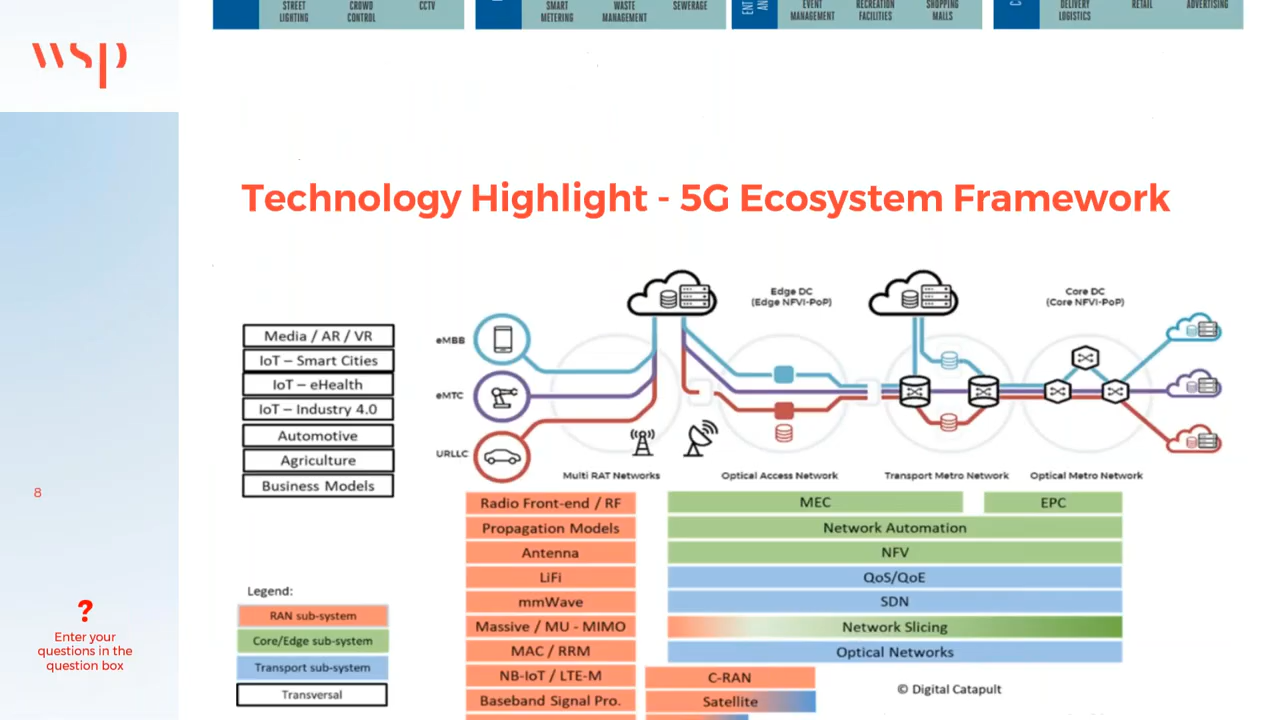 STREET
LIGHTING
CROWD
CONTROL
CCTV
SMART
METERING
WASTE
MANAGEMENT
SEWERAGE
EVENT
MANAGEMENT
RECREATION
FACILITIES
SHOPPING
MALLS
DELIVERY
LOGISTICS
RETAIL
ADVERTISING
wsp
Technology Highlight - 5G Ecosystem Framework
Edge DC
(Edge NFVI-PoP)
Core DC
(Core NFVI-PoP)
eMBB
eMTC
URLLC
Multi RAT Networks
Optical Access Network
Transport Metro Network
Optical Metro Network
Media / AR / VR
IoT – Smart Cities
IoT – eHealth
IoT – Industry 4.0
Automotive
Agriculture
Business Models
Radio Front-end / RF
Propagation Models
Antenna
LiFi
mmWave
Massive / MU - MIMO
MAC / RRM
NB-IoT / LTE-M
Baseband Signal Pro.
MEC
EPC
Network Automation
NFV
QoS/QoE
SDN
Network Slicing
Optical Networks
C-RAN
Satellite
© Digital Catapult
Legend:
RAN sub-system
Core/Edge sub-system
Transport sub-system
Transversal
8
?
Enter your
questions in the
question box